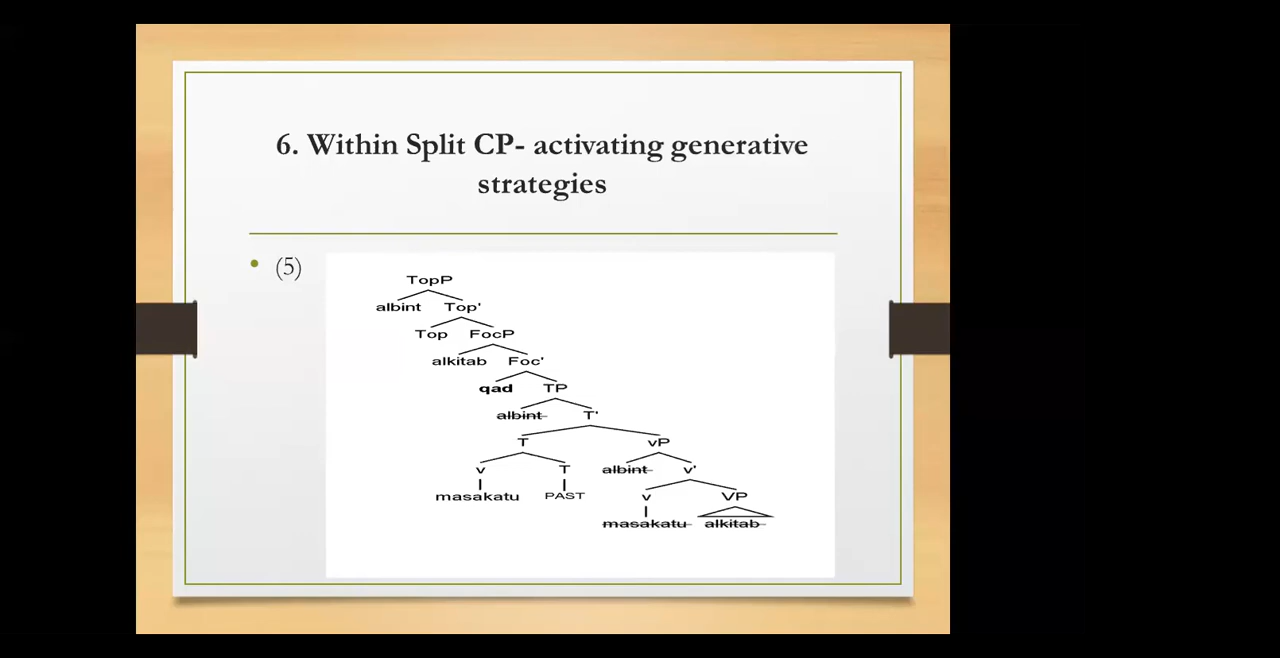 6. Within Split CP- activating generative
strategies
• (5)
TopP
albint Top'
Top FocP
alkitab Foc'
qad TP
albint T'
T vP
v T albint v'
masakatu PAST v VP
masakatu alkitab